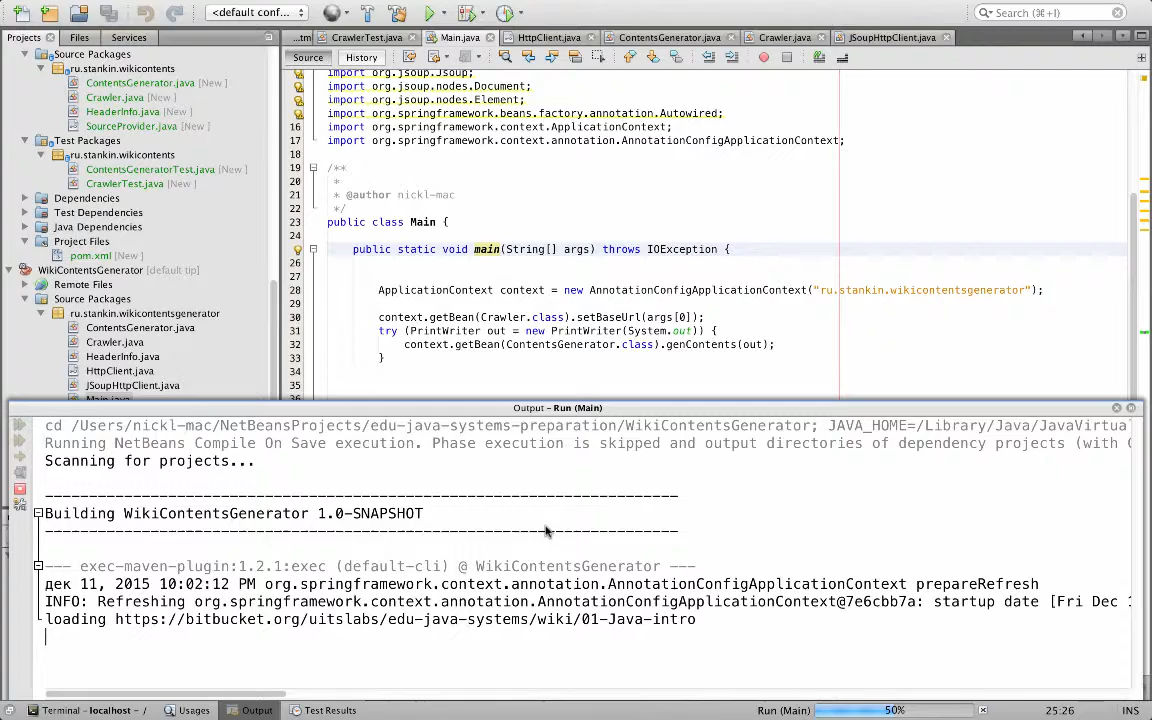 <default conf...
Search (⌘+I)
Projects
Files
Services
...tm
CrawlerTest.java
Main.java
HttpClient.java
ContentsGenerator.java
Crawler.java
JSoupHttpClient.java
Source
History
Source Packages
ru.stankin.wikicontents
ContentsGenerator.java [New ]
Crawler.java [New ]
HeaderInfo.java [New ]
SourceProvider.java [New ]
Test Packages
ru.stankin.wikicontents
ContentsGeneratorTest.java [New ]
CrawlerTest.java [New ]
Dependencies
Test Dependencies
Java Dependencies
Project Files
pom.xml [New ]
WikiContentsGenerator [default tip]
Remote Files
Source Packages
ru.stankin.wikicontentsgenerator
ContentsGenerator.java
Crawler.java
HeaderInfo.java
HttpClient.java
JSoupHttpClient.java
Main.java
import org.jsoup.Jsoup;
import org.jsoup.nodes.Document;
import org.jsoup.nodes.Element;
import org.springframework.beans.factory.annotation.Autowired;
16 import org.springframework.context.ApplicationContext;
17 import org.springframework.context.annotation.AnnotationConfigApplicationContext;
18
19 /**
20 *
21 * @author nickl-mac
22 */
23 public class Main {
24
public static void main(String[] args) throws IOException {
26
27
28 ApplicationContext context = new AnnotationConfigApplicationContext("ru.stankin.wikicontentsgenerator");
29
30 context.getBean(Crawler.class).setBaseUrl(args[0]);
31 try (PrintWriter out = new PrintWriter(System.out)) {
32 context.getBean(ContentsGenerator.class).genContents(out);
33 }
34
35
36
Output – Run (Main)
cd /Users/nickl-mac/NetBeansProjects/edu-java-systems-preparation/WikiContentsGenerator; JAVA_HOME=/Library/Java/JavaVirtua
Running NetBeans Compile On Save execution. Phase execution is skipped and output directories of dependency projects (with C
Scanning for projects...
------------------------------------------------------------------------
Building WikiContentsGenerator 1.0-SNAPSHOT
------------------------------------------------------------------------
--- exec-maven-plugin:1.2.1:exec (default-cli) @ WikiContentsGenerator ---
дек 11, 2015 10:02:12 PM org.springframework.context.annotation.AnnotationConfigApplicationContext prepareRefresh
INFO: Refreshing org.springframework.context.annotation.AnnotationConfigApplicationContext@7e6cbb7a: startup date [Fri Dec 1
loading https://bitbucket.org/uitslabs/edu-java-systems/wiki/01-Java-intro
Terminal – localhost – /
Usages
Output
Test Results
Run (Main)
50%
25:26
INS